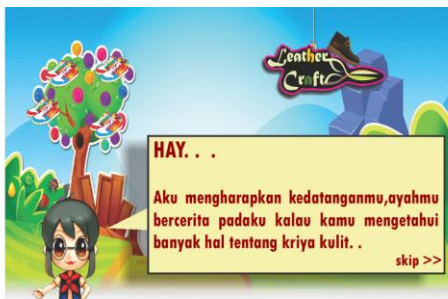 Leather
Craft
HAY. . .
Aku mengharapkan kedatanganmu,ayahmu
bercerita padaku kalau kamu mengetahui
banyak hal tentang kriya kulit. .
skip >>